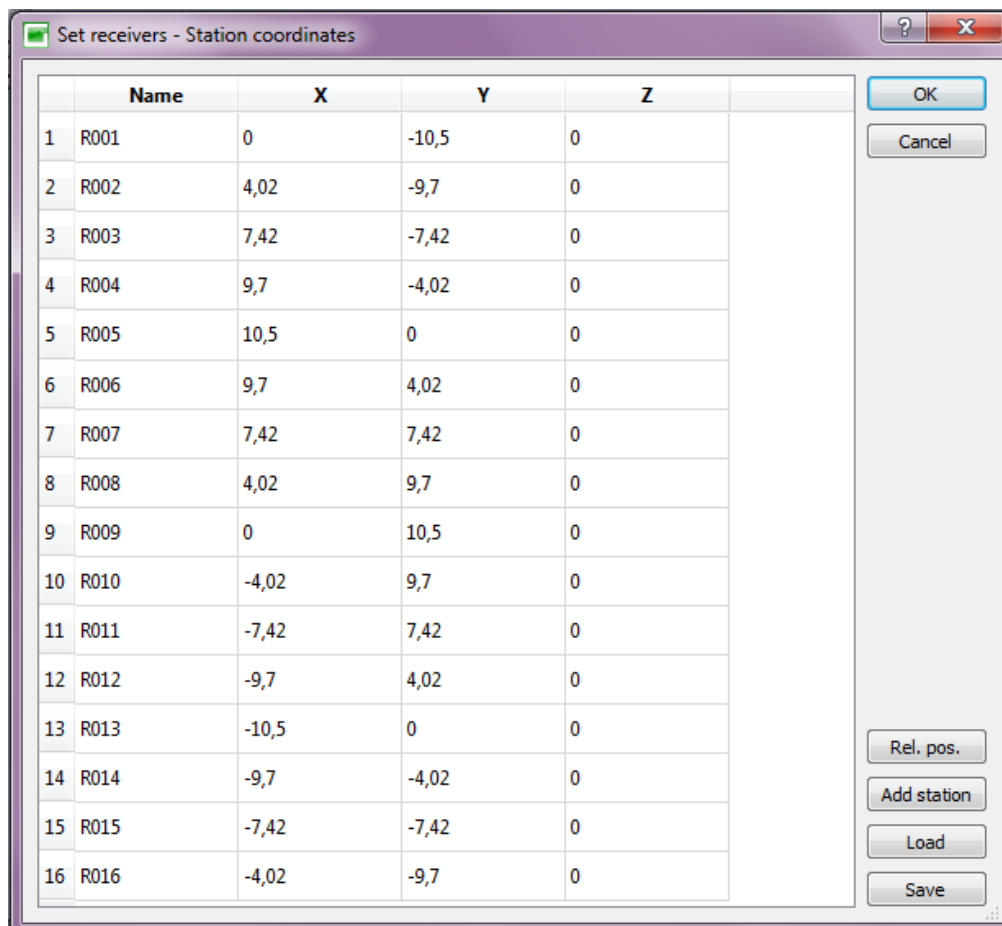 Set receivers - Station coordinates
Name X Y Z
1 R001 0 -10,5 0
2 R002 4,02 -9,7 0
3 R003 7,42 -7,42 0
4 R004 9,7 -4,02 0
5 R005 10,5 0 0
6 R006 9,7 4,02 0
7 R007 7,42 7,42 0
8 R008 4,02 9,7 0
9 R009 0 10,5 0
10 R010 -4,02 9,7 0
11 R011 -7,42 7,42 0
12 R012 -9,7 4,02 0
13 R013 -10,5 0 0
14 R014 -9,7 -4,02 0
15 R015 -7,42 -7,42 0
16 R016 -4,02 -9,7 0
OK
Cancel
Rel. pos.
Add station
Load
Save